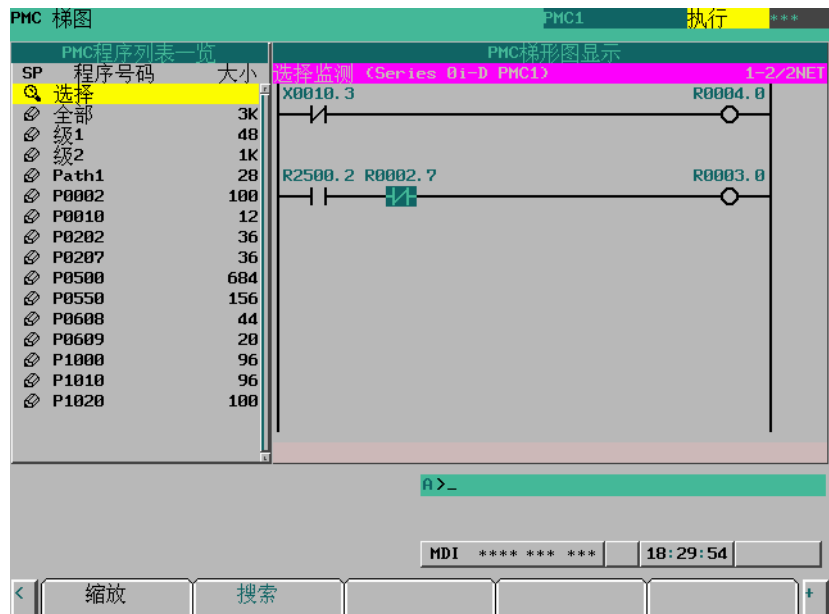 PMC 梯图 PMC1 执行 ***
PMC程序列表一览 PMC梯形图显示
SP 程序号码 大小 选择监测 (Series 0i-D PMC1) 1-2/2NET
选择 X0010.3 R0004.0
全部 3K
级1 48
级2 1K
Path1 28 R2500.2 R0002.7 R0003.0
P0002 100
P0010 12
P0202 36
P0207 36
P0500 684
P0550 156
P0608 44
P0609 20
P1000 96
P1010 96
P1020 100
A>_
MDI **** *** *** 18:29:54
< 缩放 搜索 +